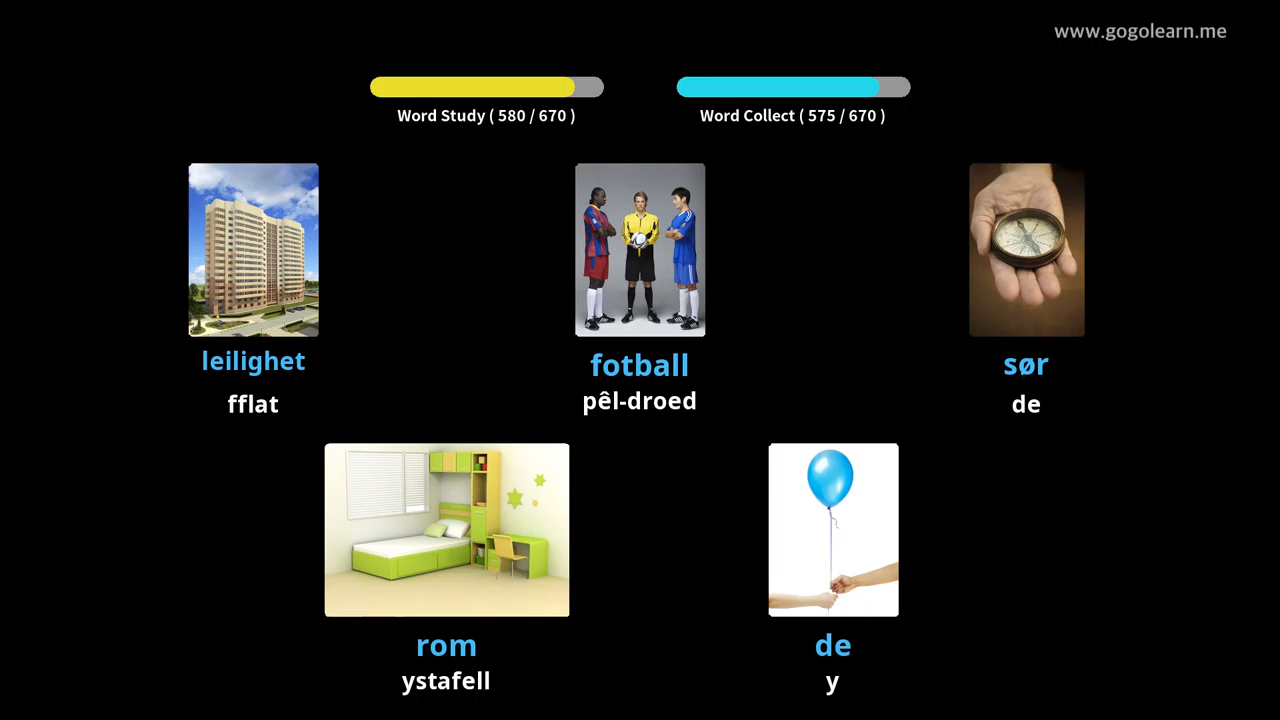 www.gogolearn.me
Word Study ( 580 / 670 )
Word Collect ( 575 / 670 )
leilighet
fflat
fotball
pêl-droed
sør
de
rom
ystafell
de
y